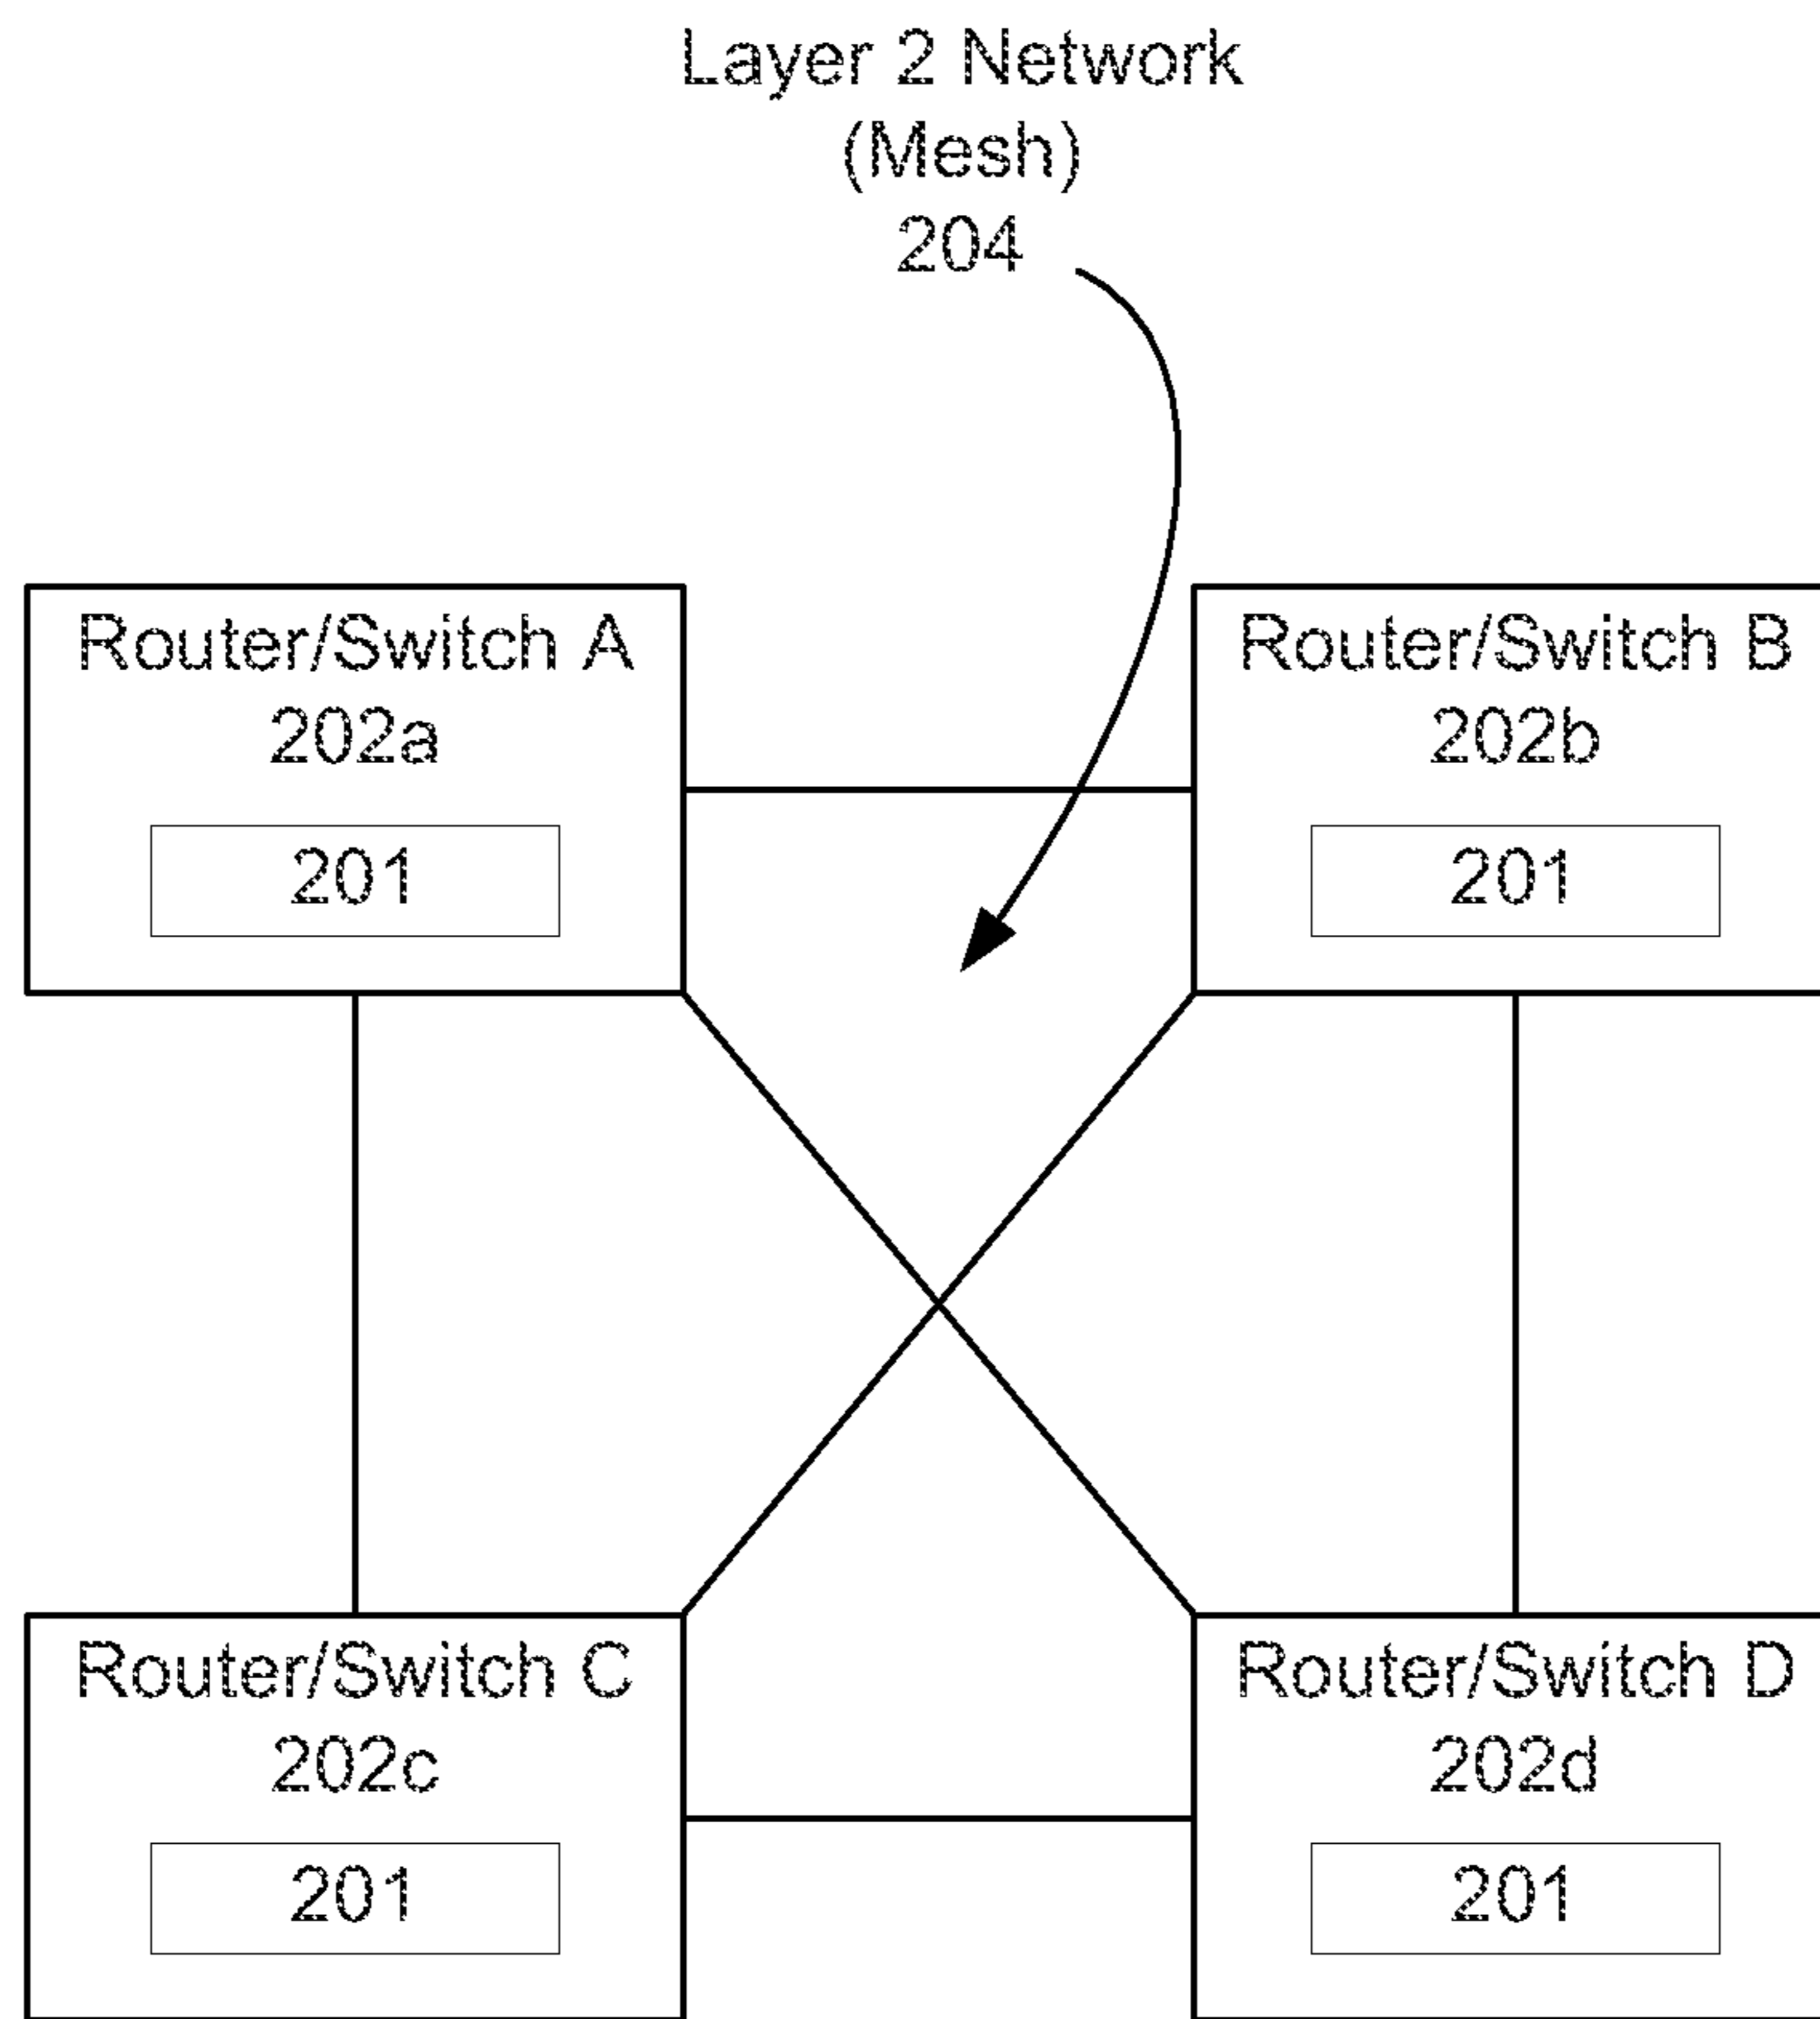 Layer 2 Network
(Mesh)
204
Router/Switch A
202a
201
Router/Switch B
202b
201
Router/Switch C
202c
201
Router/Switch D
202d
201